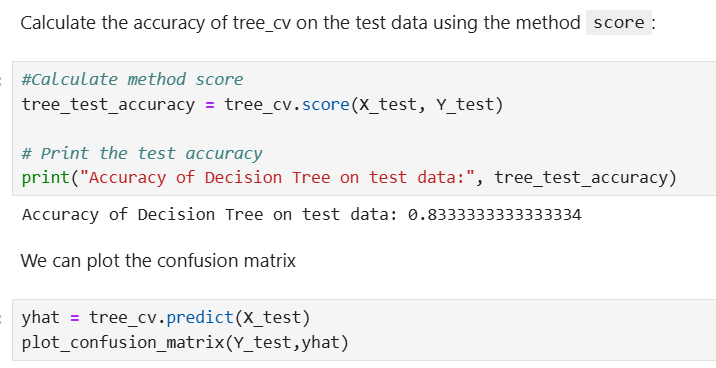 Calculate the accuracy of tree_cv on the test data using the method score:
#Calculate method score
tree_test_accuracy = tree_cv.score(X_test, Y_test)
# Print the test accuracy
print("Accuracy of Decision Tree on test data:", tree_test_accuracy)
Accuracy of Decision Tree on test data: 0.8333333333333334
We can plot the confusion matrix
yhat = tree_cv.predict(X_test)
plot_confusion_matrix(Y_test,yhat)